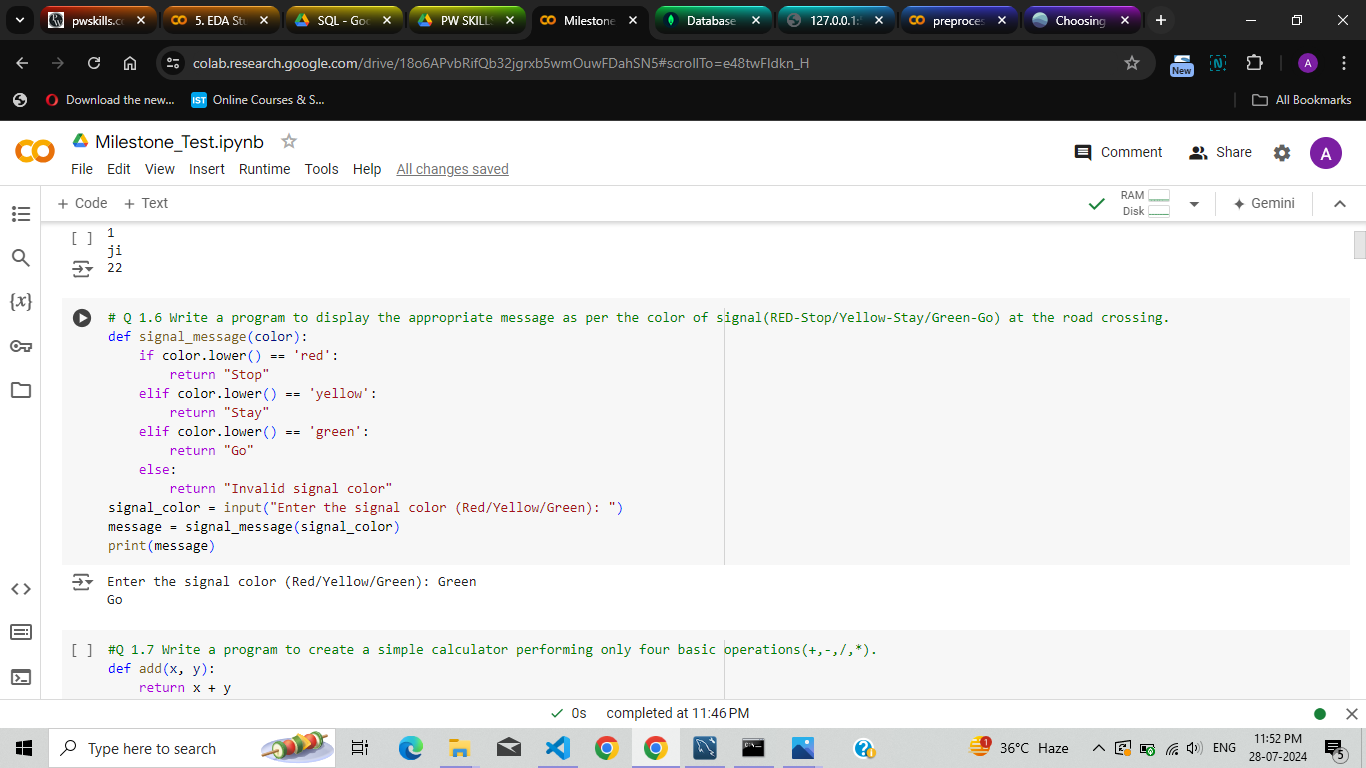 pwskills.c
5. EDA Stu
SQL - Goo
PW SKILL
Milestone
Database
127.0.0.1:
preproces
Choosing
colab.research.google.com/drive/18o6APvbRifQb32jgrxb5wmOuwFDahSN5#scrollTo=e48twFIdkn_H
New
A
Download the new...
IST Online Courses & S...
All Bookmarks
Milestone_Test.ipynb
File Edit View Insert Runtime Tools Help All changes saved
Comment Share A
+ Code + Text
RAM
Disk
Gemini
[ ] 1
ji
22
# Q 1.6 Write a program to display the appropriate message as per the color of signal(RED-Stop/Yellow-Stay/Green-Go) at the road crossing.
def signal_message(color):
if color.lower() == 'red':
return "Stop"
elif color.lower() == 'yellow':
return "Stay"
elif color.lower() == 'green':
return "Go"
else:
return "Invalid signal color"
signal_color = input("Enter the signal color (Red/Yellow/Green): ")
message = signal_message(signal_color)
print(message)
Enter the signal color (Red/Yellow/Green): Green
Go
[ ] #Q 1.7 Write a program to create a simple calculator performing only four basic operations(+,-,/,*).
def add(x, y):
return x + y
0s completed at 11:46 PM
Type here to search
1
36°C Haze
ENG
11:52 PM
28-07-2024
5